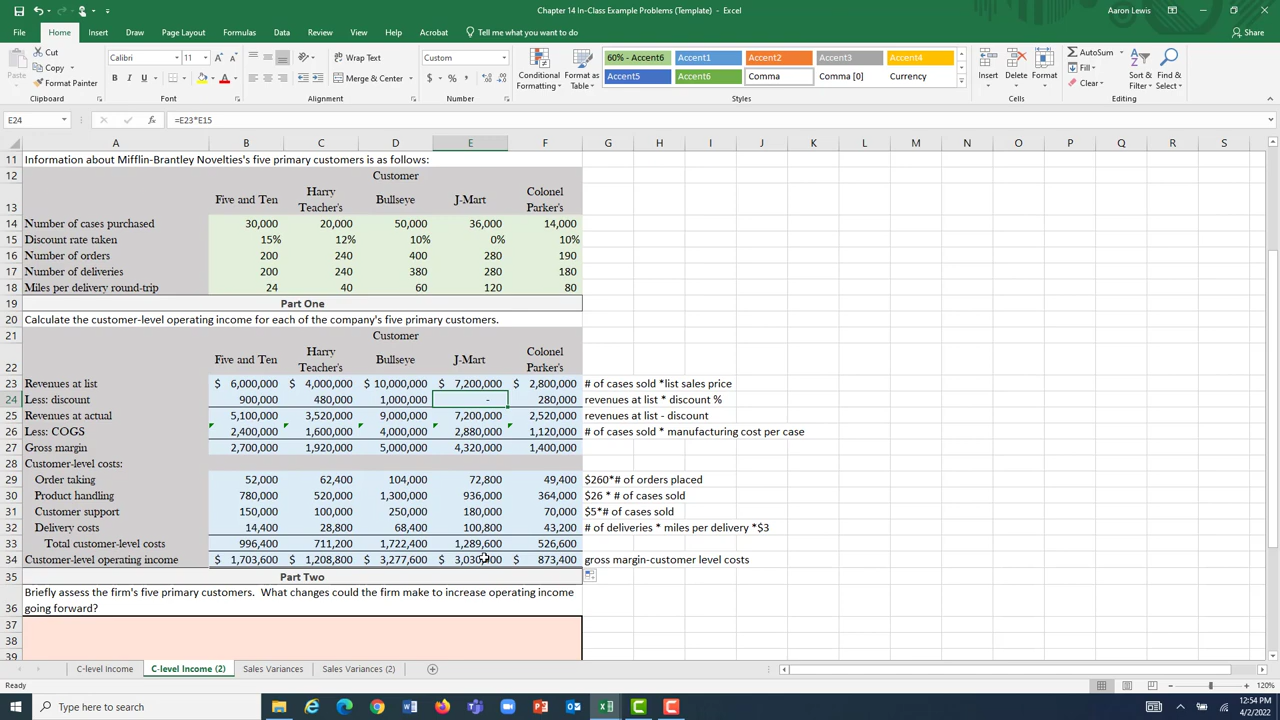 Chapter 14 In-Class Example Problems (Template) - Excel
Aaron Lewis
File Home Insert Draw Page Layout Formulas Data Review View Help Acrobat Tell me what you want to do
Share
Paste
Cut
Copy
Format Painter
Clipboard
Calibri 11
Font
Wrap Text
Merge & Center
Alignment
Custom
Number
Conditional Formatting
Format as Table
60% - Accent6 Accent1 Accent2 Accent3 Accent4
Accent5 Accent6 Comma Comma [0] Currency
Styles
Insert Delete Format
Cells
AutoSum
Fill
Clear
Sort & Filter
Find & Select
Editing
E24 =E23*E15
A B C D E F G H I J K L M N O P Q R S
11 Information about Mifflin-Brantley Novelties's five primary customers is as follows:
12 Customer
13 Five and Ten Harry Teacher's Bullseye J-Mart Colonel Parker's
14 Number of cases purchased 30,000 20,000 50,000 36,000 14,000
15 Discount rate taken 15% 12% 10% 0% 10%
16 Number of orders 200 240 400 280 190
17 Number of deliveries 200 240 380 280 180
18 Miles per delivery round-trip 24 40 60 120 80
19 Part One
20 Calculate the customer-level operating income for each of the company's five primary customers.
21 Customer
22 Five and Ten Harry Teacher's Bullseye J-Mart Colonel Parker's
23 Revenues at list $ 6,000,000 $ 4,000,000 $ 10,000,000 $ 7,200,000 $ 2,800,000 # of cases sold *list sales price
24 Less: discount 900,000 480,000 1,000,000 - 280,000 revenues at list * discount %
25 Revenues at actual 5,100,000 3,520,000 9,000,000 7,200,000 2,520,000 revenues at list - discount
26 Less: COGS 2,400,000 1,600,000 4,000,000 2,880,000 1,120,000 # of cases sold * manufacturing cost per case
27 Gross margin 2,700,000 1,920,000 5,000,000 4,320,000 1,400,000
28 Customer-level costs:
29 Order taking 52,000 62,400 104,000 72,800 49,400 $260*# of orders placed
30 Product handling 780,000 520,000 1,300,000 936,000 364,000 $26 * # of cases sold
31 Customer support 150,000 100,000 250,000 180,000 70,000 $5*# of cases sold
32 Delivery costs 14,400 28,800 68,400 100,800 43,200 # of deliveries * miles per delivery *$3
33 Total customer-level costs 996,400 711,200 1,722,400 1,289,600 526,600
34 Customer-level operating income $ 1,703,600 $ 1,208,800 $ 3,277,600 $ 873,400 gross margin-customer level costs
35 Part Two
36 Briefly assess the firm's five primary customers. What changes could the firm make to increase operating income
going forward?
37
38
39
C-level Income C-level Income (2) Sales Variances Sales Variances (2)
Ready
120%
Type here to search
12:54 PM
4/2/2022